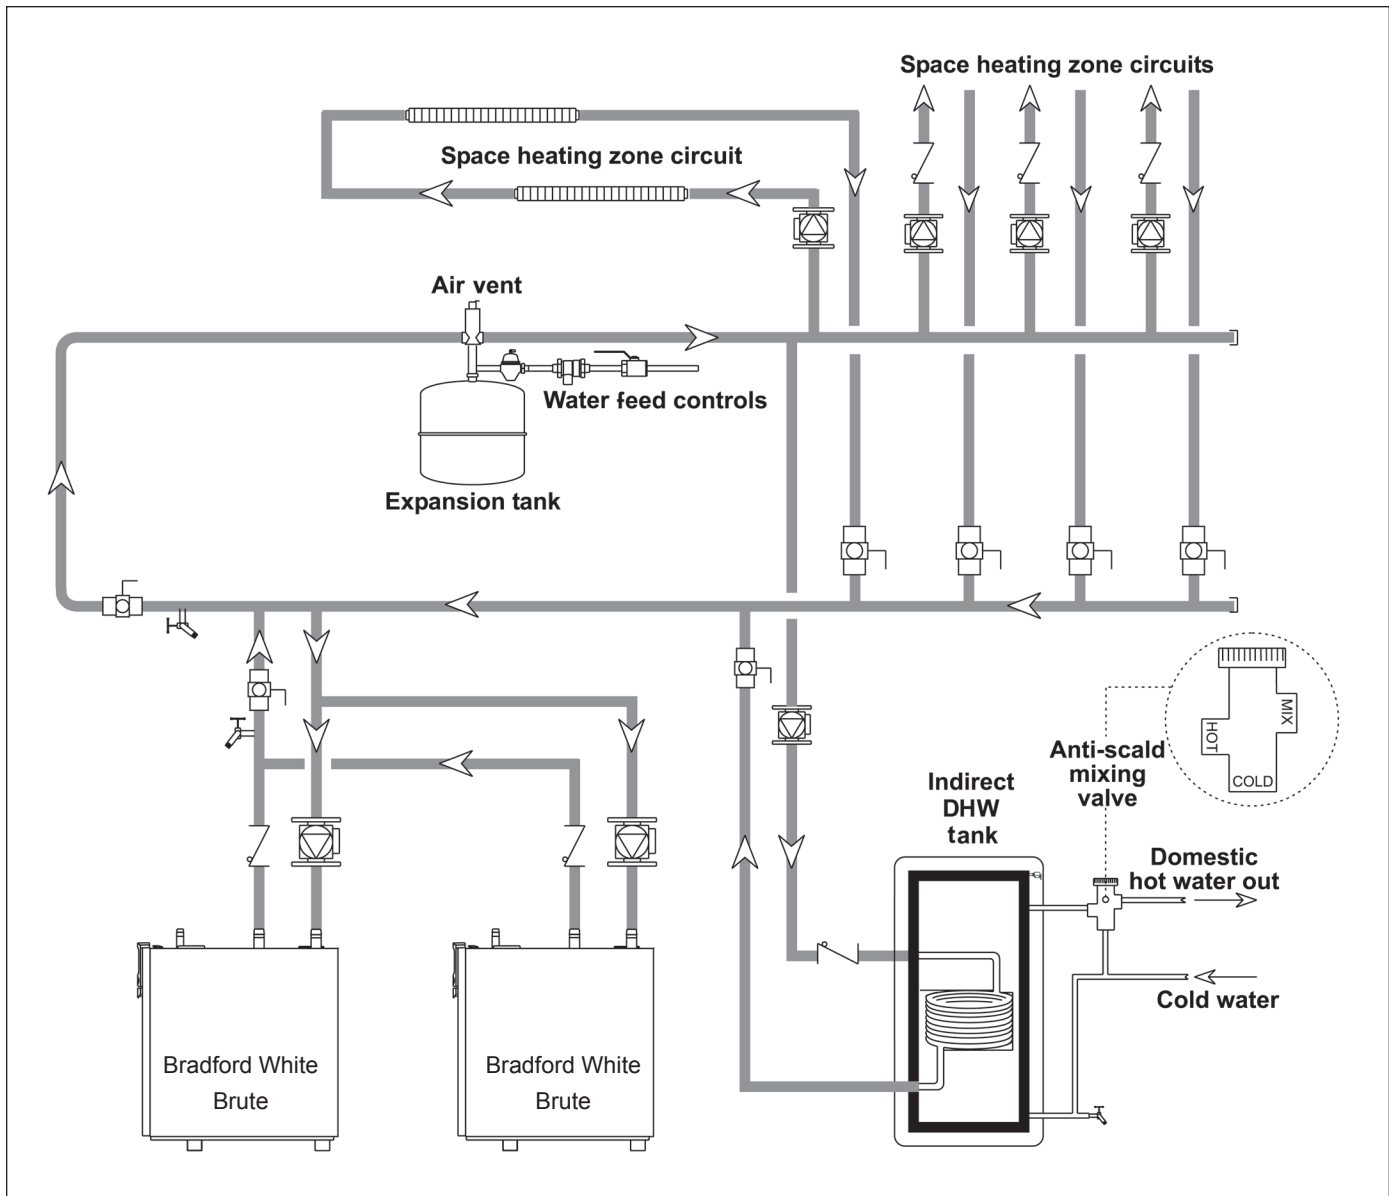 Space heating zone circuits
Space heating zone circuit
Air vent
Water feed controls
Expansion tank
MIX
HOT
COLD
Anti-scald
mixing
valve
Indirect
DHW
tank
Domestic
hot water out
Cold water
Bradford White
Brute
Bradford White
Brute